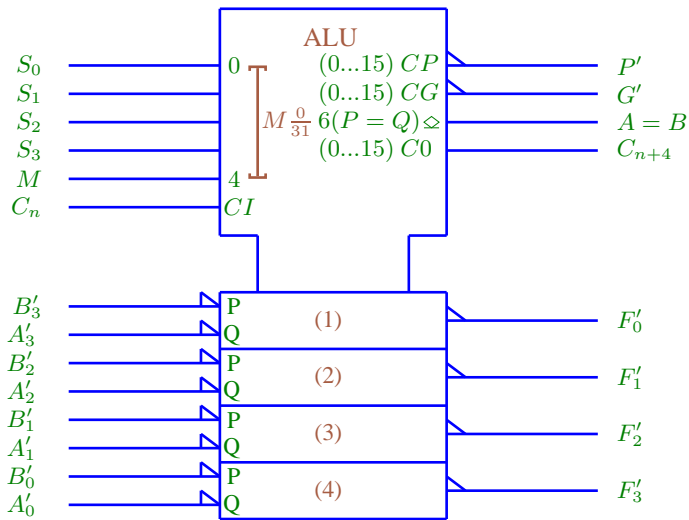 ALU
S₀ 0 (0...15) CP P′
S₁ (0...15) CG G′
S₂ M 0/31 6(P = Q) ⎐ A = B
S₃ (0...15) C0 Cₙ₊₄
M 4
Cₙ CI
B′₃ P
(1) F′₀
A′₃ Q
B′₂ P
(2) F′₁
A′₂ Q
B′₁ P
(3) F′₂
A′₁ Q
B′₀ P
(4) F′₃
A′₀ Q